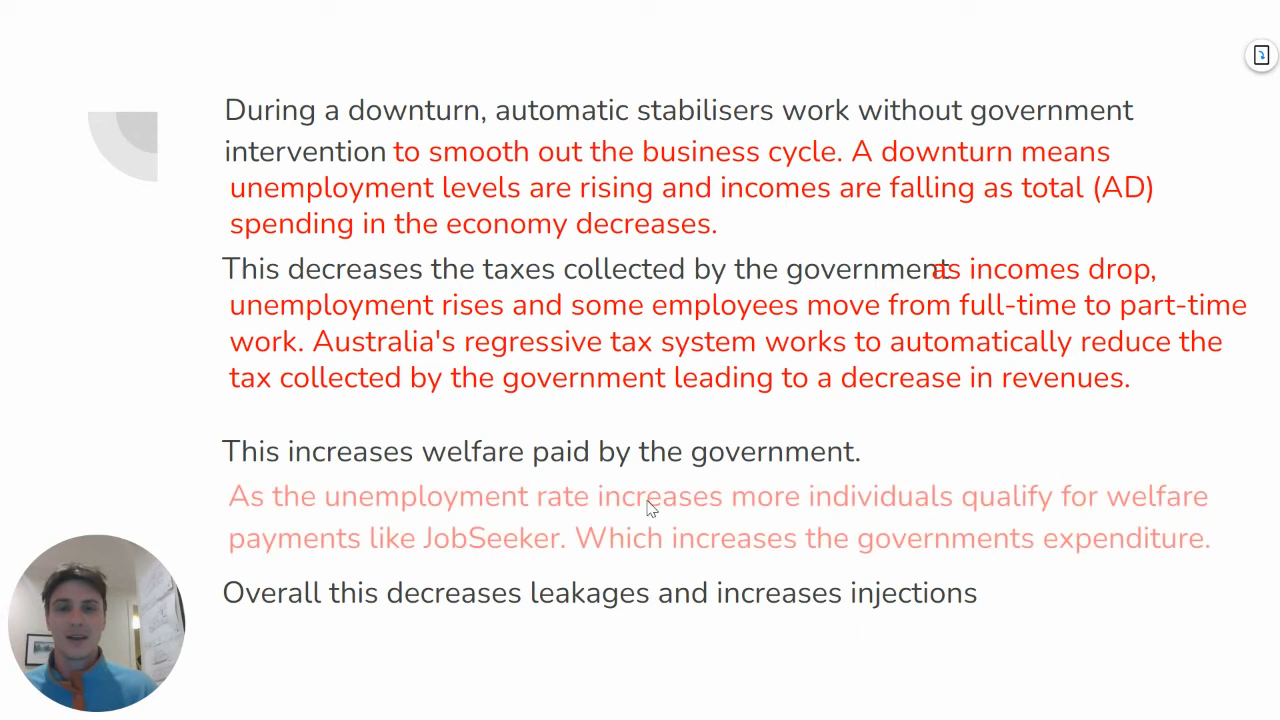 During a downturn, automatic stabilisers work without government
intervention to smooth out the business cycle. A downturn means
unemployment levels are rising and incomes are falling as total (AD)
spending in the economy decreases.
This decreases the taxes collected by the government. as incomes drop,
unemployment rises and some employees move from full-time to part-time
work. Australia's regressive tax system works to automatically reduce the
tax collected by the government leading to a decrease in revenues.
This increases welfare paid by the government.
As the unemployment rate increases more individuals qualify for welfare
payments like JobSeeker. Which increases the governments expenditure.
Overall this decreases leakages and increases injections